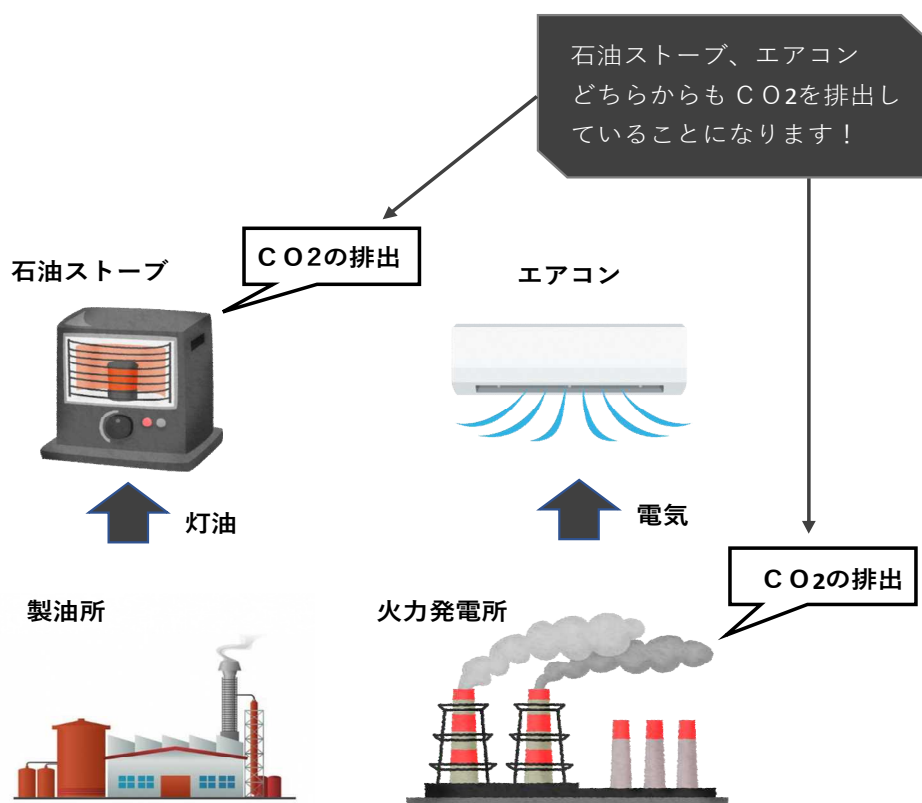 石油ストーブ、エアコン
どちらからもＣＯ2を排出し
ていることになります！
ＣＯ2の排出
石油ストーブ
エアコン
灯油
電気
ＣＯ2の排出
製油所
火力発電所